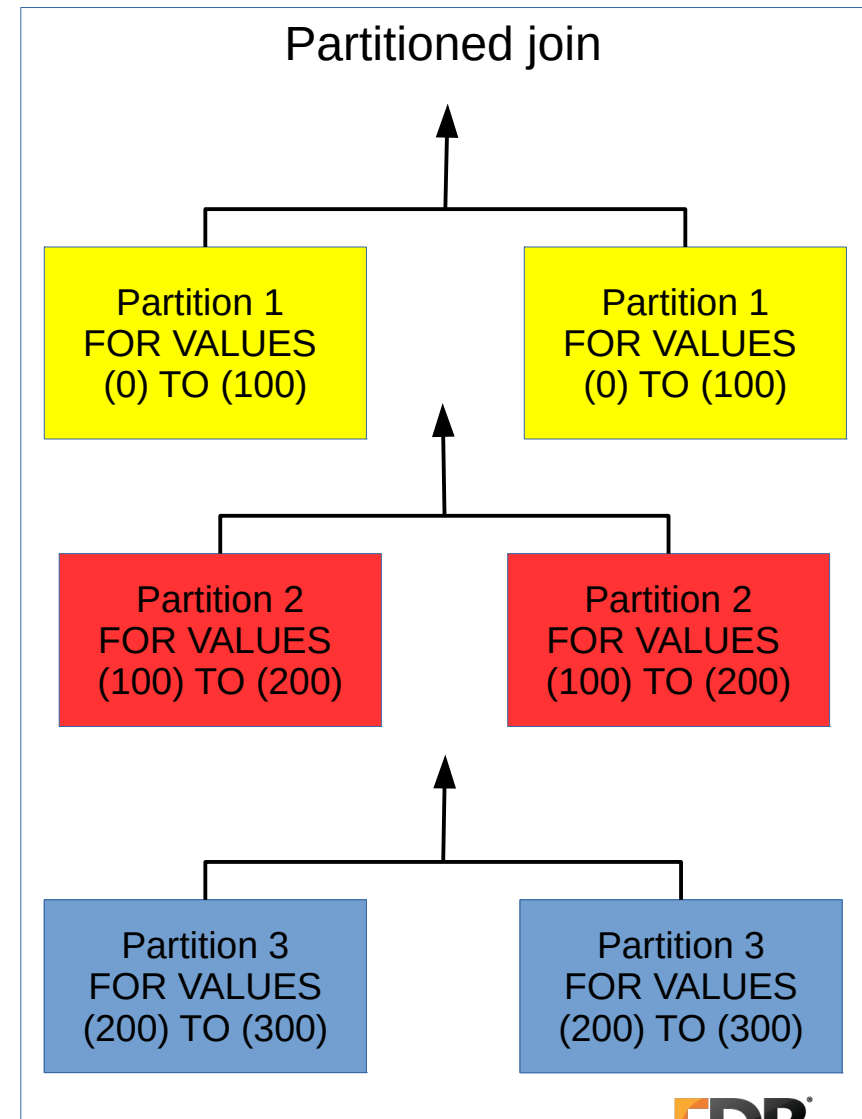 Partitioned join
Partition 1
FOR VALUES
(0) TO (100)
Partition 1
FOR VALUES
(0) TO (100)
Partition 2
FOR VALUES
(100) TO (200)
Partition 2
FOR VALUES
(100) TO (200)
Partition 3
FOR VALUES
(200) TO (300)
Partition 3
FOR VALUES
(200) TO (300)